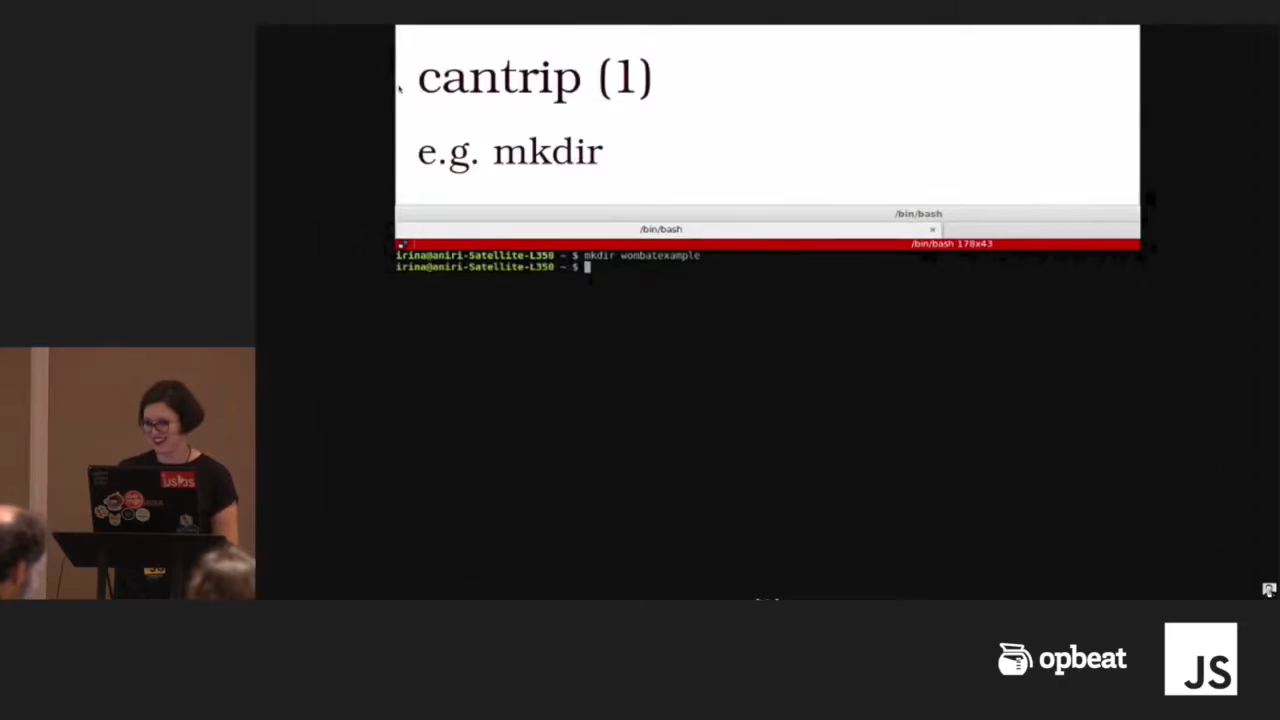 cantrip (1)
e.g. mkdir
/bin/bash
/bin/bash
/bin/bash 178x43
irina@aniri-Satellite-L350 ~ $ mkdir wombatexample
irina@aniri-Satellite-L350 ~ $
JSJS
opbeat
JS